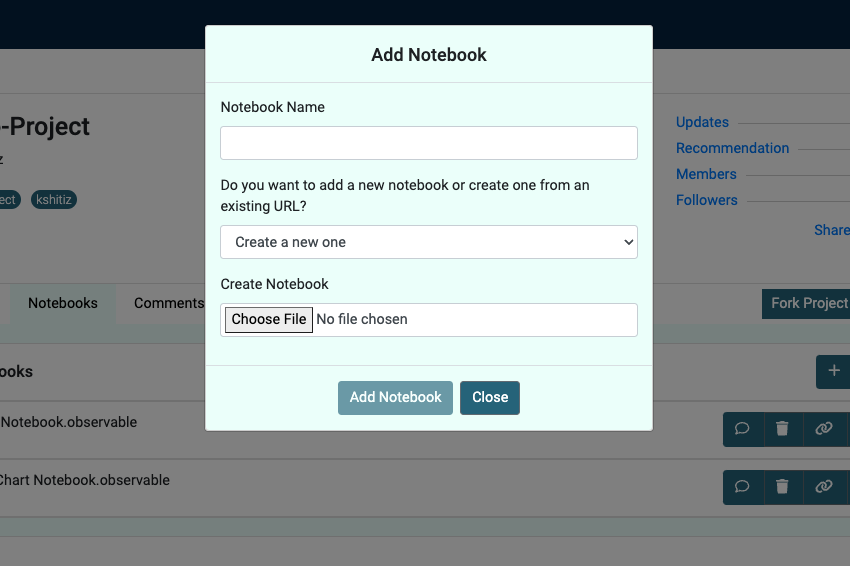 Add Notebook
Notebook Name
Do you want to add a new notebook or create one from an
existing URL?
Create a new one
Create Notebook
Choose File No file chosen
Add Notebook Close
-Project
kshitiz
Updates
Recommendation
Members
Followers
Share
Notebooks Comments Fork Project
Notebook.observable
Chart Notebook.observable